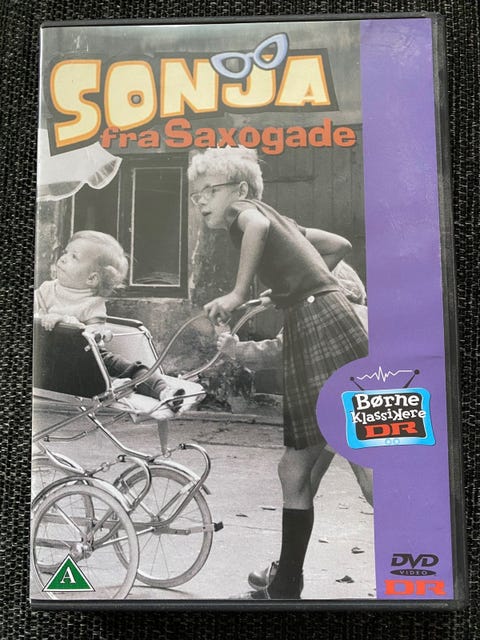 SONJA
fra Saxogade
Børne
Klassikere
DR
A
DVD
VIDEO
DR